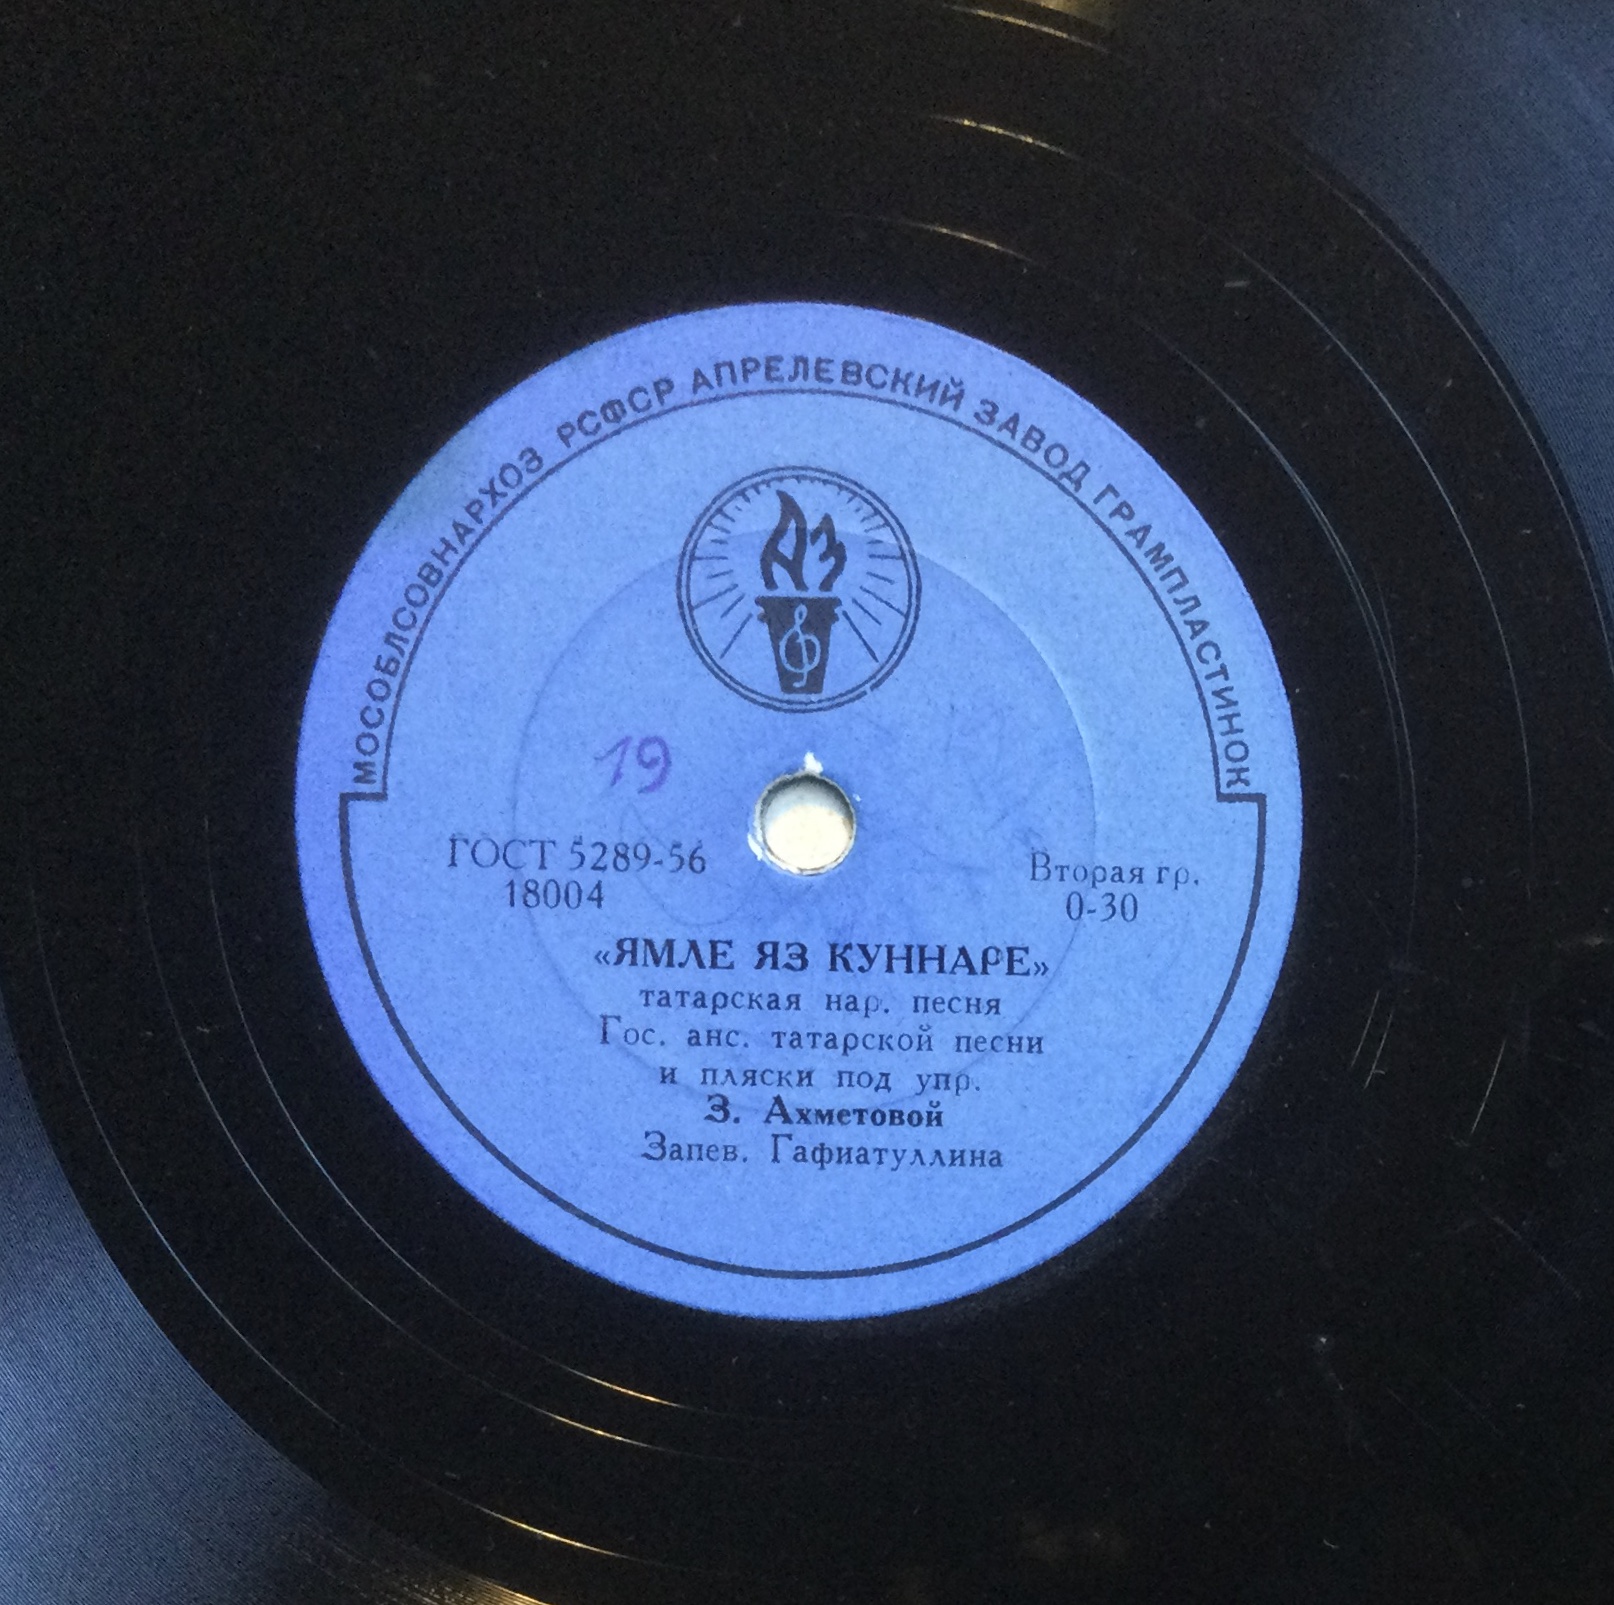 МОСОБЛСОВНАРХОЗ РСФСР АПРЕЛЕВСКИЙ ЗАВОД ГРАМПЛАСТИНОК
АЗ
19
ГОСТ 5289-56
18004
Вторая гр.
0-30
«ЯМЛЕ ЯЗ КУННАРЕ»
татарская нар. песня
Гос. анс. татарской песни
и пляски под упр.
З. Ахметовой
Запев. Гафиатуллина